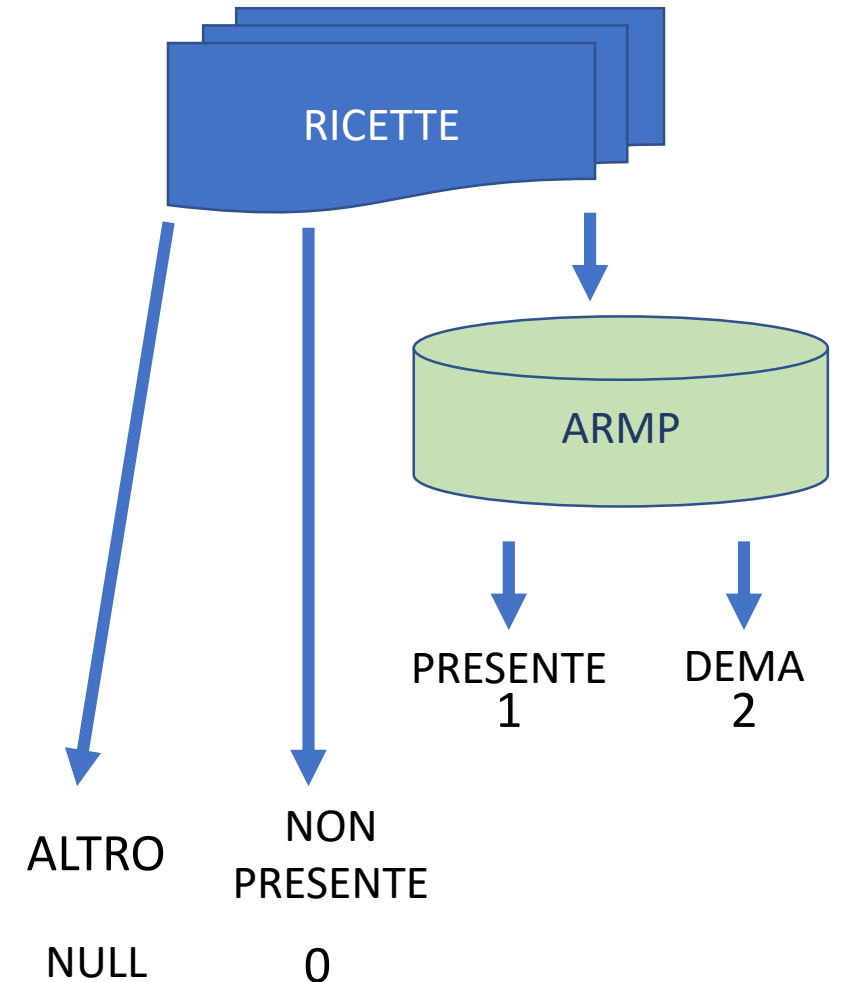 RICETTE
ARMP
PRESENTE
1
DEMA
2
ALTRO
NULL
NON
PRESENTE
0